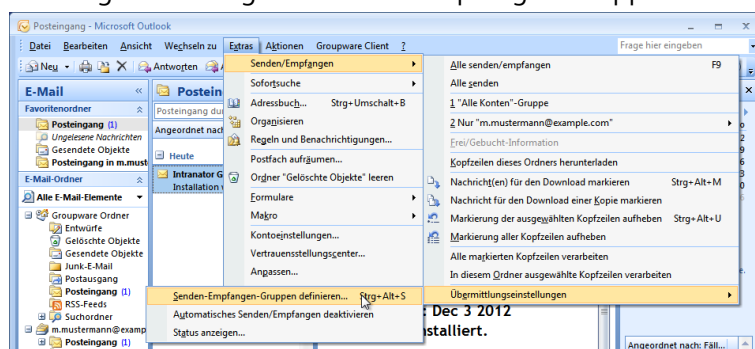 Posteingang - Microsoft Outlook
Datei Bearbeiten Ansicht Wechseln zu Extras Aktionen Groupware Client ?
Frage hier eingeben
Neu Antworten
E-Mail «
Favoritenordner
Posteingang (1)
Ungelesene Nachrichten
Gesendete Objekte
Posteingang in m.must
E-Mail-Ordner
Alle E-Mail-Elemente
Groupware Ordner
Entwürfe
Gelöschte Objekte
Gesendete Objekte
Junk-E-Mail
Postausgang
Posteingang (1)
RSS-Feeds
Suchordner
m.mustermann@examp
Posteingang (1)
Postein
Posteingang du
Angeordnet nach
Heute
Intranator G
Installation
Senden/Empfangen
Sofortsuche
Adressbuch... Strg+Umschalt+B
Organisieren
Regeln und Benachrichtigungen...
Postfach aufräumen...
Ordner "Gelöschte Objekte" leeren
Formulare
Makro
Kontoeinstellungen...
Vertrauensstellungscenter...
Anpassen...
Alle senden/empfangen F9
Alle senden
1 "Alle Konten"-Gruppe
2 Nur "m.mustermann@example.com"
Frei/Gebucht-Information
Kopfzeilen dieses Ordners herunterladen
Nachricht(en) für den Download markieren Strg+Alt+M
Nachricht für den Download einer Kopie markieren
Markierung der ausgewählten Kopfzeilen aufheben Strg+Alt+U
Markierung aller Kopfzeilen aufheben
Alle markierten Kopfzeilen verarbeiten
In diesem Ordner ausgewählte Kopfzeilen verarbeiten
Übermittlungseinstellungen
Senden-Empfangen-Gruppen definieren... Strg+Alt+S
Automatisches Senden/Empfangen deaktivieren
Status anzeigen...
: Dec 3 2012
nstalliert.
Angeordnet nach: Fäll...